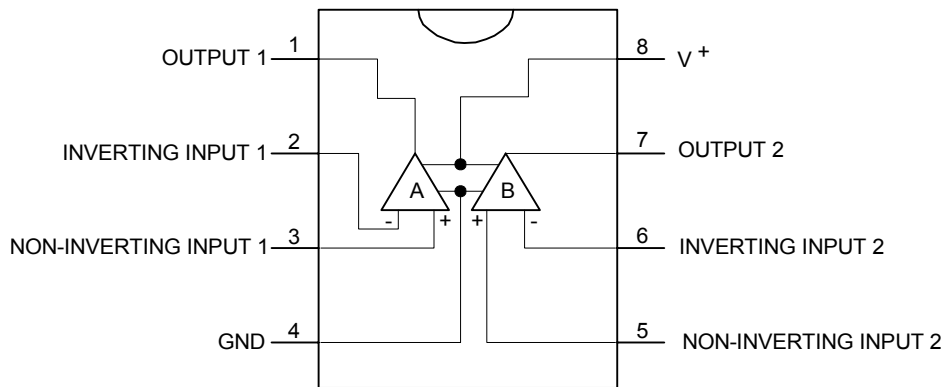 OUTPUT 1 1
8 V +
INVERTING INPUT 1 2
7 OUTPUT 2
A B
- + + -
NON-INVERTING INPUT 1 3
6 INVERTING INPUT 2
GND 4
5 NON-INVERTING INPUT 2